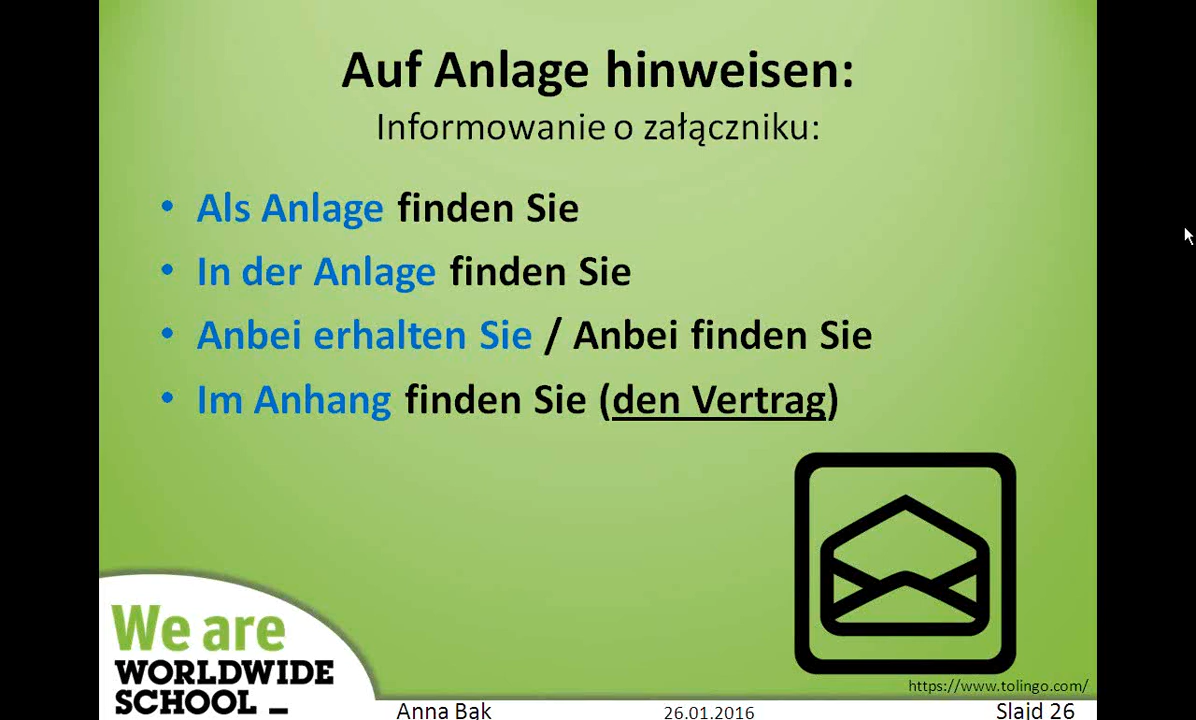 Auf Anlage hinweisen:
Informowanie o załączniku:
• Als Anlage finden Sie
• In der Anlage finden Sie
• Anbei erhalten Sie / Anbei finden Sie
• Im Anhang finden Sie (den Vertrag)
https://www.tolingo.com/
We are
WORLDWIDE
SCHOOL _
Anna Bąk
26.01.2016
Slajd 26